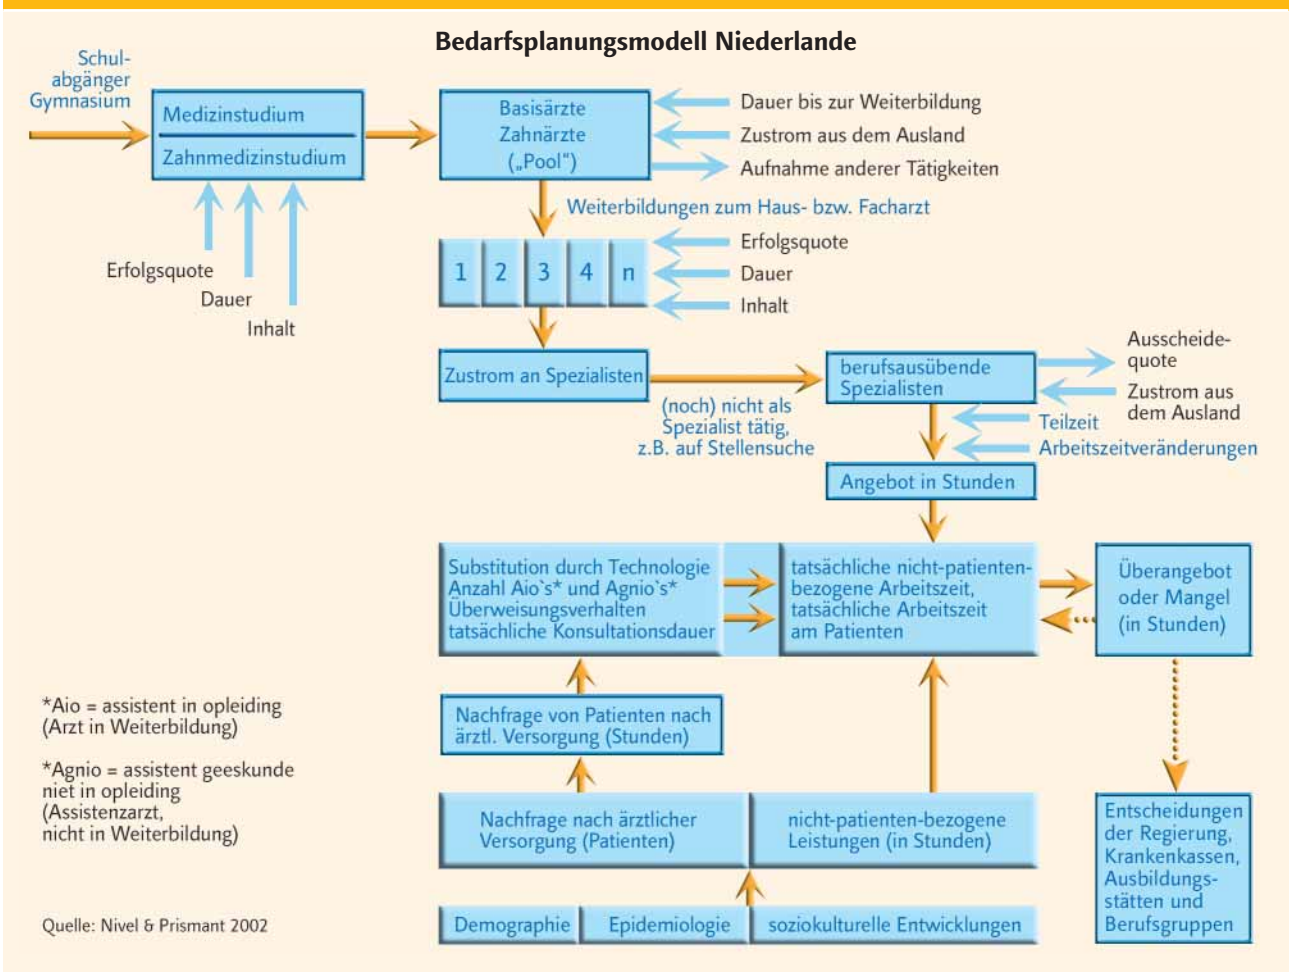 Bedarfsplanungsmodell Niederlande
Schul-
abgänger
Gymnasium
Medizinstudium
Zahnmedizinstudium
Erfolgsquote
Dauer
Inhalt
Basisärzte
Zahnärzte
(„Pool“)
Dauer bis zur Weiterbildung
Zustrom aus dem Ausland
Aufnahme anderer Tätigkeiten
Weiterbildungen zum Haus- bzw. Facharzt
1 2 3 4 n
Erfolgsquote
Dauer
Inhalt
Zustrom an Spezialisten
(noch) nicht als
Spezialist tätig,
z.B. auf Stellensuche
berufsausübende
Spezialisten
Ausscheide-
quote
Zustrom aus
dem Ausland
Teilzeit
Arbeitszeitveränderungen
Angebot in Stunden
Substitution durch Technologie
Anzahl Aio`s* und Agnio`s*
Überweisungsverhalten
tatsächliche Konsultationsdauer
tatsächliche nicht-patienten-
bezogene Arbeitszeit,
tatsächliche Arbeitszeit
am Patienten
Überangebot
oder Mangel
(in Stunden)
Nachfrage von Patienten nach
ärztl. Versorgung (Stunden)
Nachfrage nach ärztlicher
Versorgung (Patienten)
nicht-patienten-bezogene
Leistungen (in Stunden)
Entscheidungen
der Regierung,
Krankenkassen,
Ausbildungs-
stätten und
Berufsgruppen
Demographie
Epidemiologie
soziokulturelle Entwicklungen
*Aio = assistent in opleiding
(Arzt in Weiterbildung)
*Agnio = assistent geeskunde
niet in opleiding
(Assistenzarzt,
nicht in Weiterbildung)
Quelle: Nivel & Prismant 2002